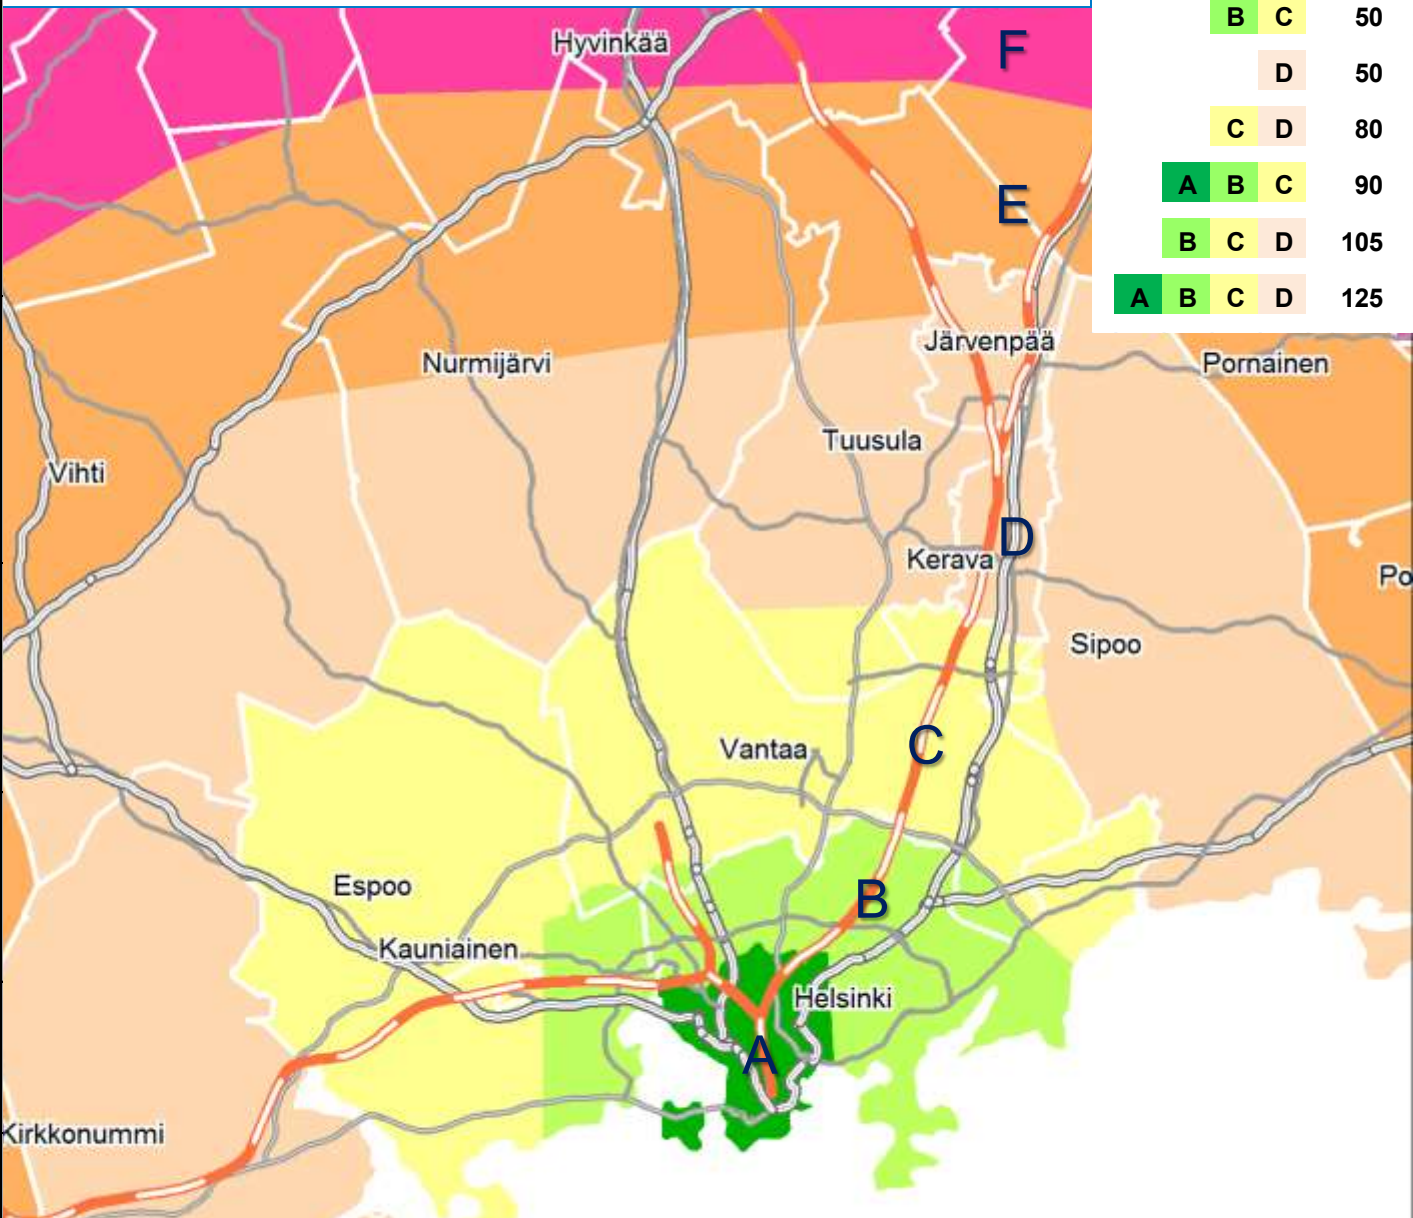 B C 50
D 50
C D 80
A B C 90
B C D 105
A B C D 125
Hyvinkää
F
E
Järvenpää
Nurmijärvi
Pornainen
Tuusula
Vihti
D
Kerava
Po
Sipoo
C
Vantaa
Espoo
B
Kauniainen
Helsinki
A
Kirkkonummi